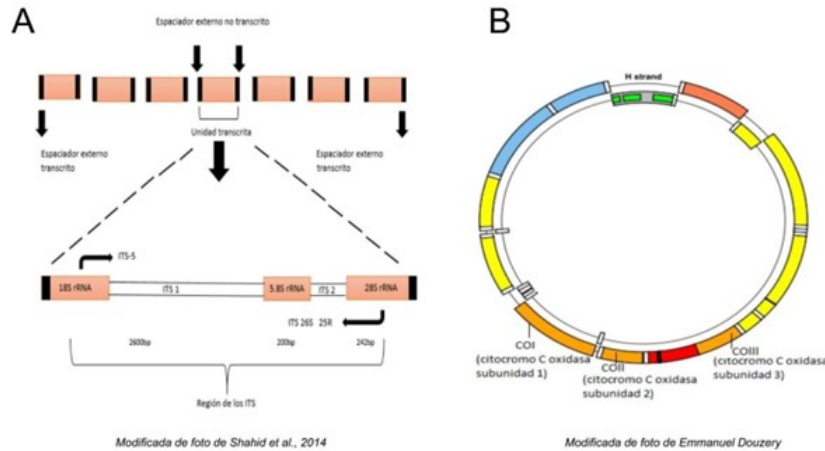 A
Espaciador externo no transcrito
Unidad transcrita
Espaciador externo
transcrito
Espaciador externo
transcrito
ITS-5
18S rRNA
ITS 1
5.8S rRNA
ITS 2
28S rRNA
ITS 26S 25R
2600bp
200bp
242bp
Región de los ITS
Modificada de foto de Shahid et al., 2014
B
H strand
COI
(citocromo C oxidasa
subunidad 1)
COII
(citocromo C oxidasa
subunidad 2)
COIII
(citocromo C oxidasa
subunidad 3)
Modificada de foto de Emmanuel Douzery